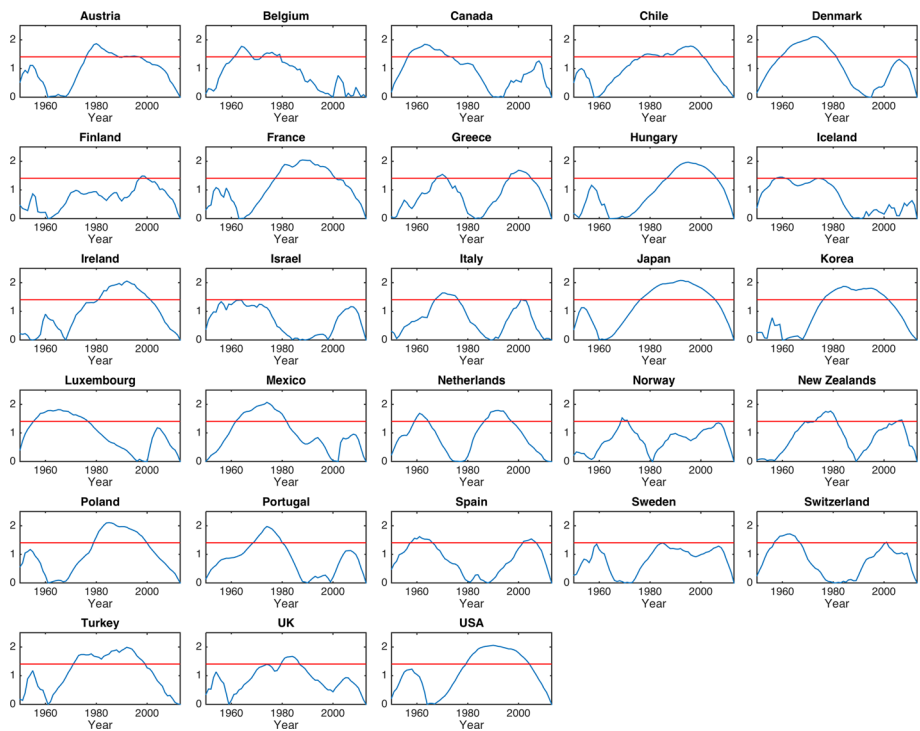 Austria Belgium Canada Chile Denmark
2 2 2 2 2
1 1 1 1 1
0 0 0 0 0
1960 1980 2000 1960 1980 2000 1960 1980 2000 1960 1980 2000 1960 1980 2000
Year Year Year Year Year
Finland France Greece Hungary Iceland
2 2 2 2 2
1 1 1 1 1
0 0 0 0 0
1960 1980 2000 1960 1980 2000 1960 1980 2000 1960 1980 2000 1960 1980 2000
Year Year Year Year Year
Ireland Israel Italy Japan Korea
2 2 2 2 2
1 1 1 1 1
0 0 0 0 0
1960 1980 2000 1960 1980 2000 1960 1980 2000 1960 1980 2000 1960 1980 2000
Year Year Year Year Year
Luxembourg Mexico Netherlands Norway New Zealands
2 2 2 2 2
1 1 1 1 1
0 0 0 0 0
1960 1980 2000 1960 1980 2000 1960 1980 2000 1960 1980 2000 1960 1980 2000
Year Year Year Year Year
Poland Portugal Spain Sweden Switzerland
2 2 2 2 2
1 1 1 1 1
0 0 0 0 0
1960 1980 2000 1960 1980 2000 1960 1980 2000 1960 1980 2000 1960 1980 2000
Year Year Year Year Year
Turkey UK USA
2 2 2
1 1 1
0 0 0
1960 1980 2000 1960 1980 2000 1960 1980 2000
Year Year Year